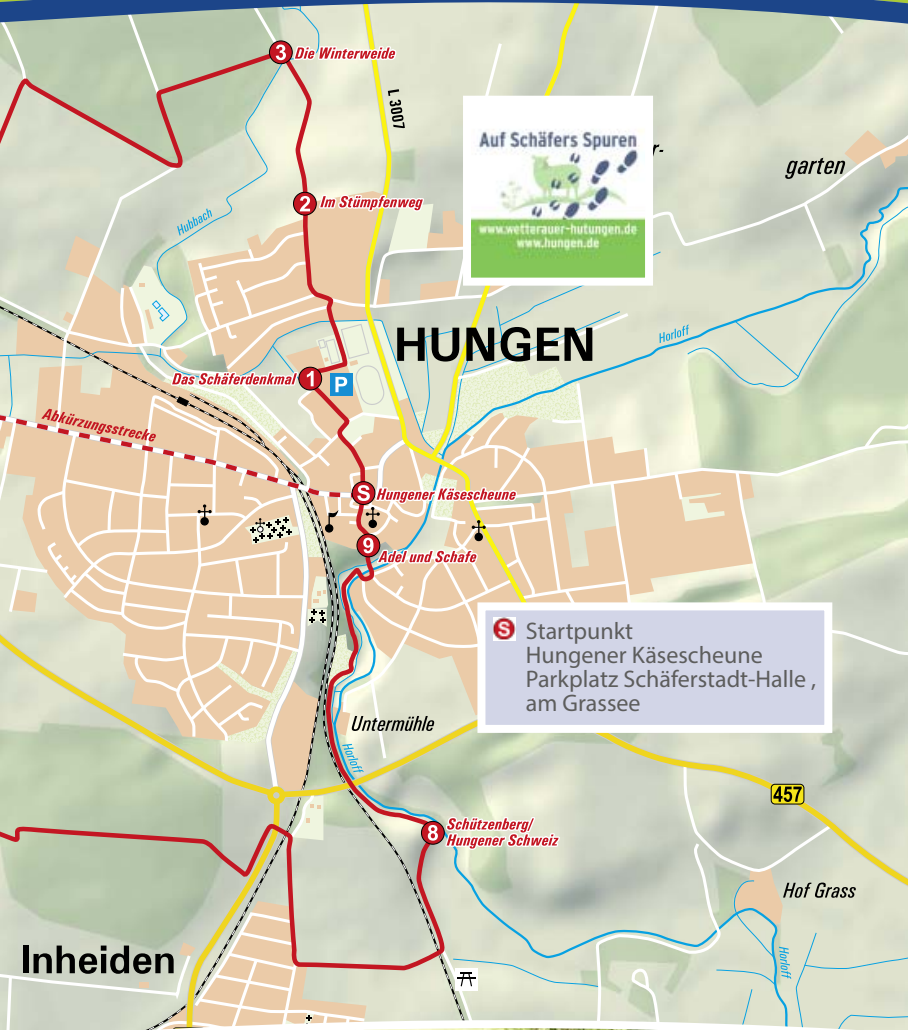 3 Die Winterweide
L 3007
Auf Schäfers Spuren
www.wetterauer-hutungen.de
www.hungen.de
r-
garten
2 Im Stümpfenweg
Hubbach
HUNGEN
Horloff
Das Schäferdenkmal 1 P
Abkürzungsstrecke
S Hungener Käsescheune
9 Adel und Schafe
S Startpunkt
Hungener Käsescheune
Parkplatz Schäferstadt-Halle ,
am Grassee
Untermühle
Horloff
457
8 Schützenberg/
Hungener Schweiz
Hof Grass
Inheiden
Horloff